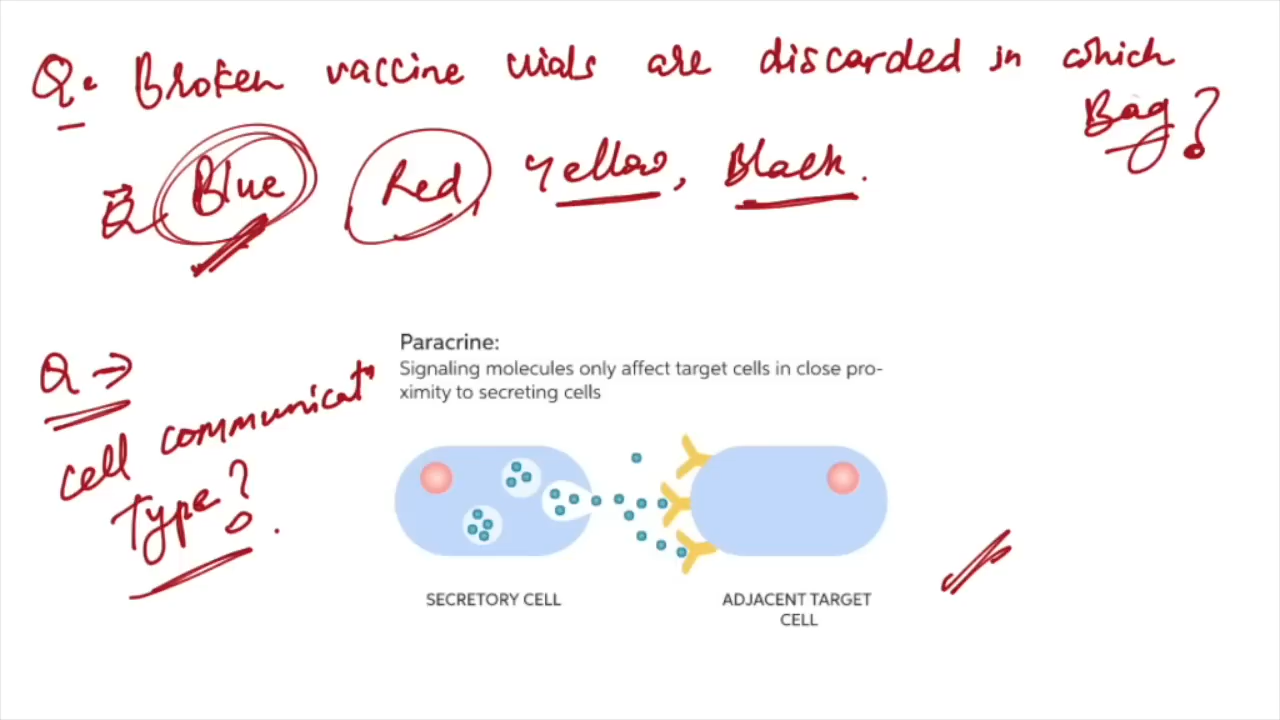 Q. Broken vaccine vials are discarded in which
Bag?
Blue Red Yellow, Black.
Q →
cell communicatⁿ
Type?
Paracrine:
Signaling molecules only affect target cells in close pro-
ximity to secreting cells
SECRETORY CELL
ADJACENT TARGET
CELL